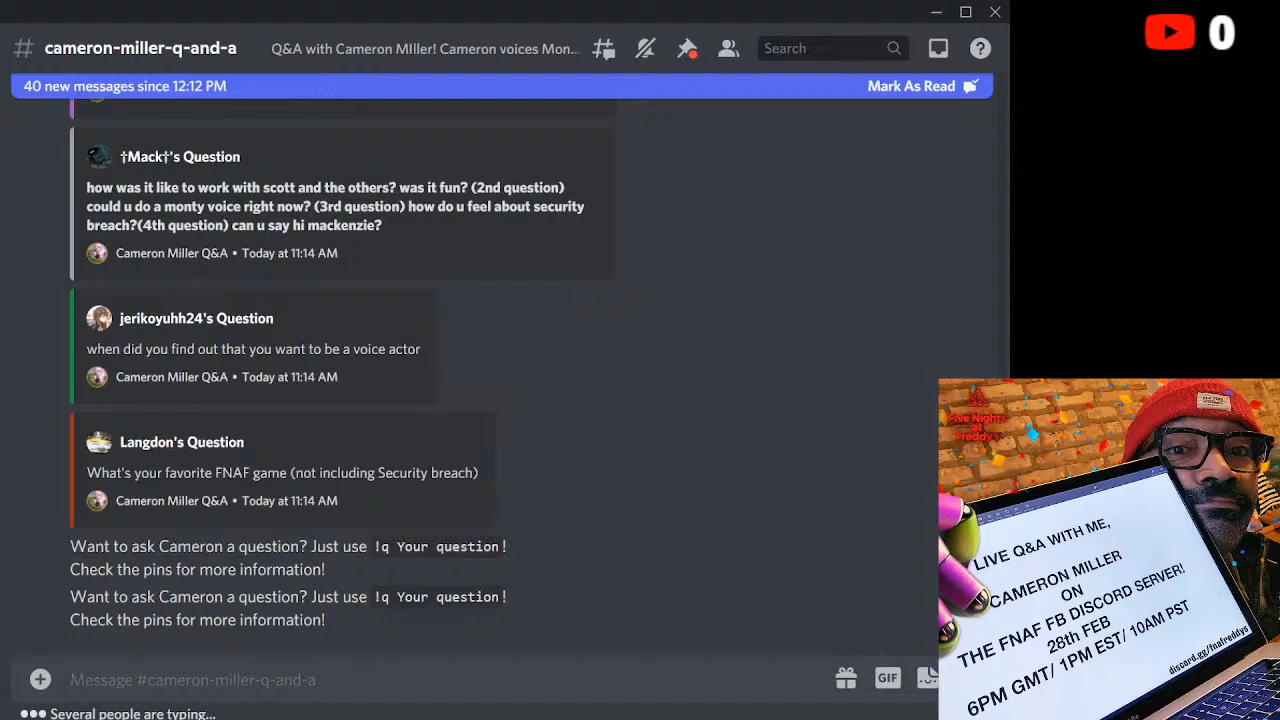 # cameron-miller-q-and-a
Q&A with Cameron MIller! Cameron voices Mon...
Search
0
40 new messages since 12:12 PM
Mark As Read
†Mack†'s Question
how was it like to work with scott and the others? was it fun? (2nd question)
could u do a monty voice right now? (3rd question) how do u feel about security
breach?(4th question) can u say hi mackenzie?
Cameron Miller Q&A • Today at 11:14 AM
jerikoyuhh24's Question
when did you find out that you want to be a voice actor
Cameron Miller Q&A • Today at 11:14 AM
Langdon's Question
What's your favorite FNAF game (not including Security breach)
Cameron Miller Q&A • Today at 11:14 AM
Want to ask Cameron a question? Just use !q Your question!
Check the pins for more information!
Want to ask Cameron a question? Just use !q Your question!
Check the pins for more information!
Message #cameron-miller-q-and-a
GIF
Several people are typing...
Five Nights
at
Freddy's
LIVE Q&A WITH ME,
CAMERON MILLER
ON
THE FNAF FB DISCORD SERVER!
28th FEB
6PM GMT/ 1PM EST/ 10AM PST
discord.gg/fnafreddys